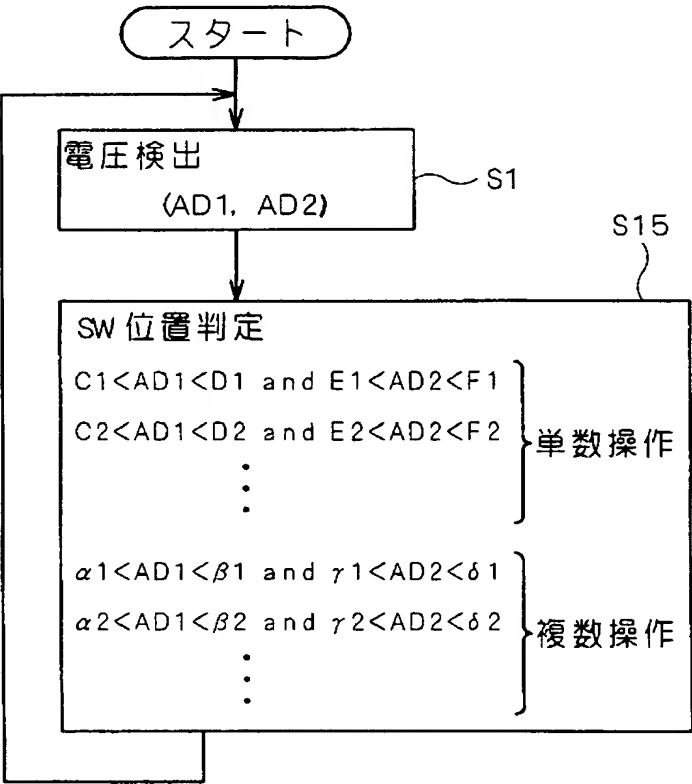 スタート
電圧検出
(AD1, AD2)
S1
S15
SW位置判定
C1<AD1<D1 and E1<AD2<F1
C2<AD1<D2 and E2<AD2<F2
単数操作
α1<AD1<β1 and γ1<AD2<δ1
α2<AD1<β2 and γ2<AD2<δ2
複数操作